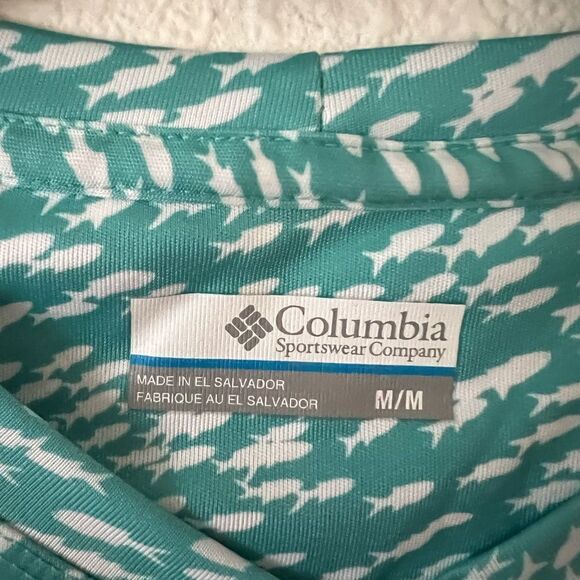 Columbia
Sportswear Company
MADE IN EL SALVADOR
FABRIQUE AU EL SALVADOR
M/M